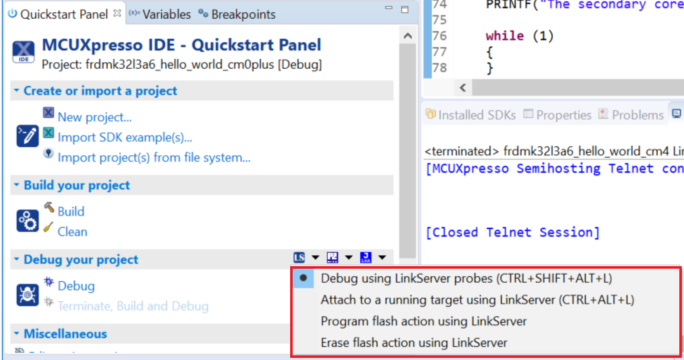 Quickstart Panel
Variables
Breakpoints
MCUXpresso IDE - Quickstart Panel
IDE
Project: frdmk32l3a6_hello_world_cm0plus [Debug]
Create or import a project
New project...
Import SDK example(s)...
Import project(s) from file system...
Build your project
Build
Clean
Debug your project
LS
Debug
Terminate, Build and Debug
Miscellaneous
74 PRINTF("The secondary core
75
76 while (1)
77 {
78 }
Installed SDKs
Properties
Problems
<terminated> frdmk32l3a6_hello_world_cm4 Li
[MCUXpresso Semihosting Telnet con
[Closed Telnet Session]
Debug using LinkServer probes (CTRL+SHIFT+ALT+L)
Attach to a running target using LinkServer (CTRL+ALT+L)
Program flash action using LinkServer
Erase flash action using LinkServer